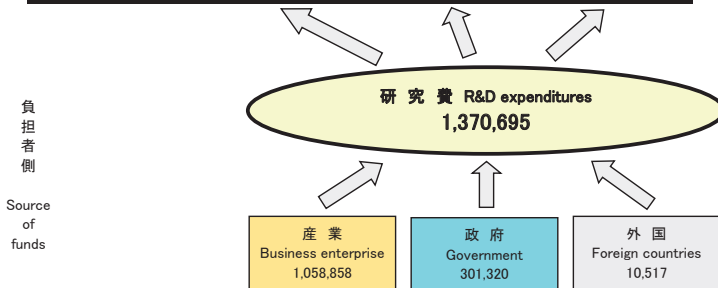 研 究 費 R&D expenditures
1,370,695
負
担
者
側
Source
of
funds
産 業
Business enterprise
1,058,858
政 府
Government
301,320
外 国
Foreign countries
10,517